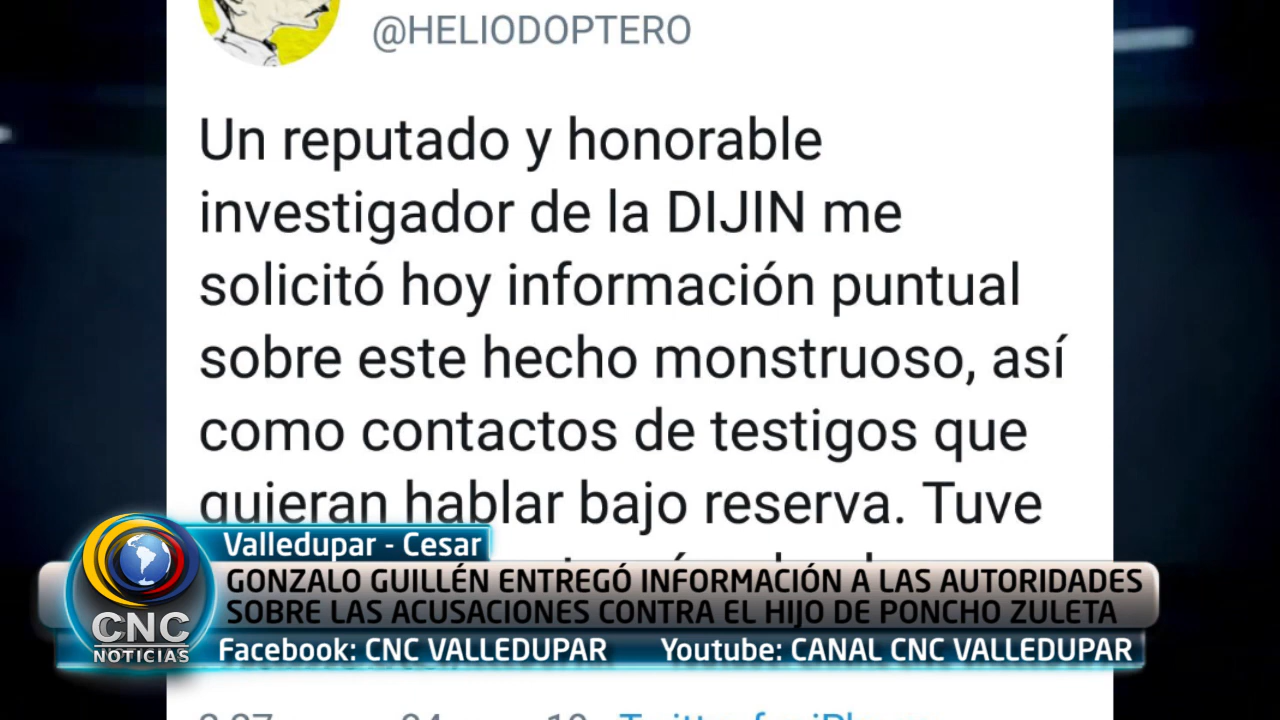 @HELIODOPTERO
Un reputado y honorable
investigador de la DIJIN me
solicitó hoy información puntual
sobre este hecho monstruoso, así
como contactos de testigos que
quieran hablar bajo reserva. Tuve
Valledupar - Cesar
GONZALO GUILLÉN ENTREGÓ INFORMACIÓN A LAS AUTORIDADES
SOBRE LAS ACUSACIONES CONTRA EL HIJO DE PONCHO ZULETA
CNC
NOTICIAS
Facebook: CNC VALLEDUPAR Youtube: CANAL CNC VALLEDUPAR